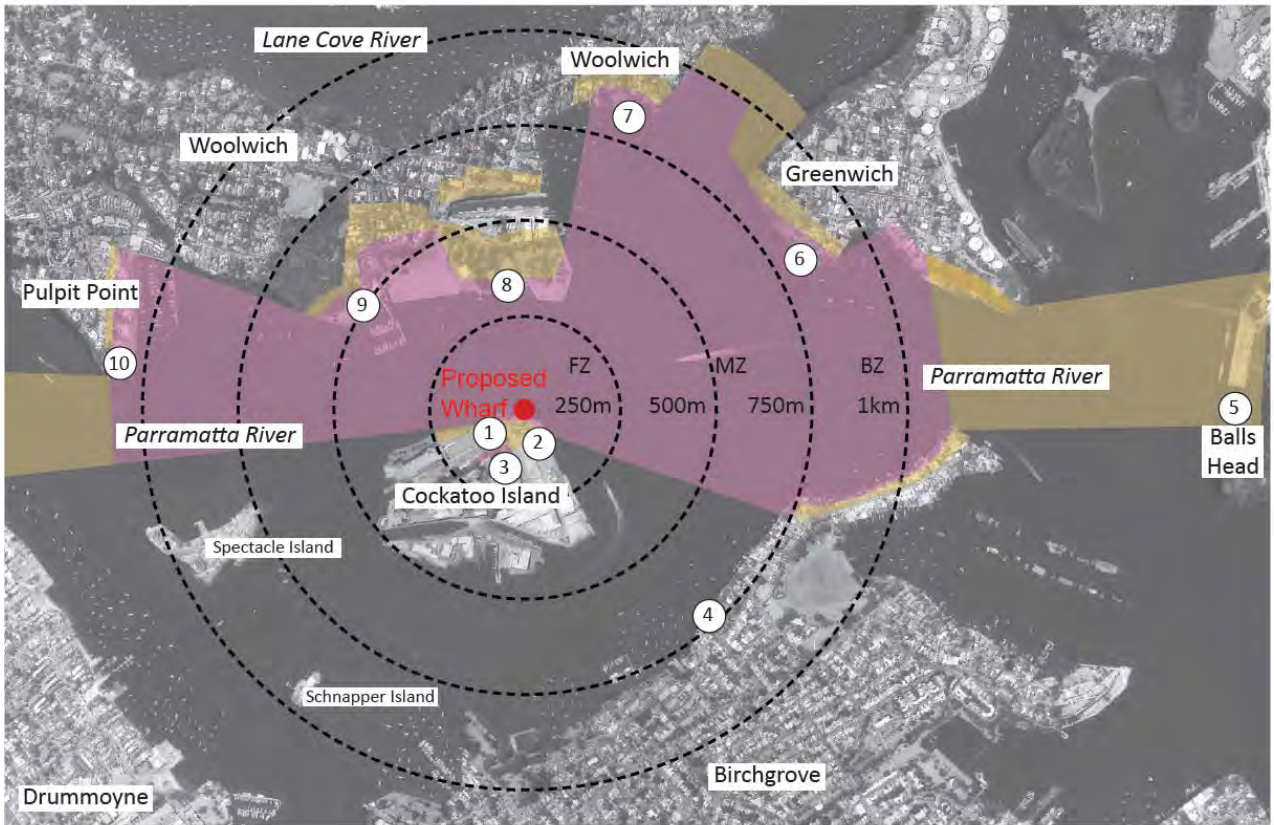 Lane Cove River
Woolwich
7
Woolwich
Greenwich
6
Pulpit Point
8
9
10
FZ
MZ
BZ
Proposed
Wharf
250m
500m
750m
1km
Parramatta River
Parramatta River
1
2
3
5
Balls
Head
Cockatoo Island
Spectacle Island
4
Schnapper Island
Birchgrove
Drummoyne